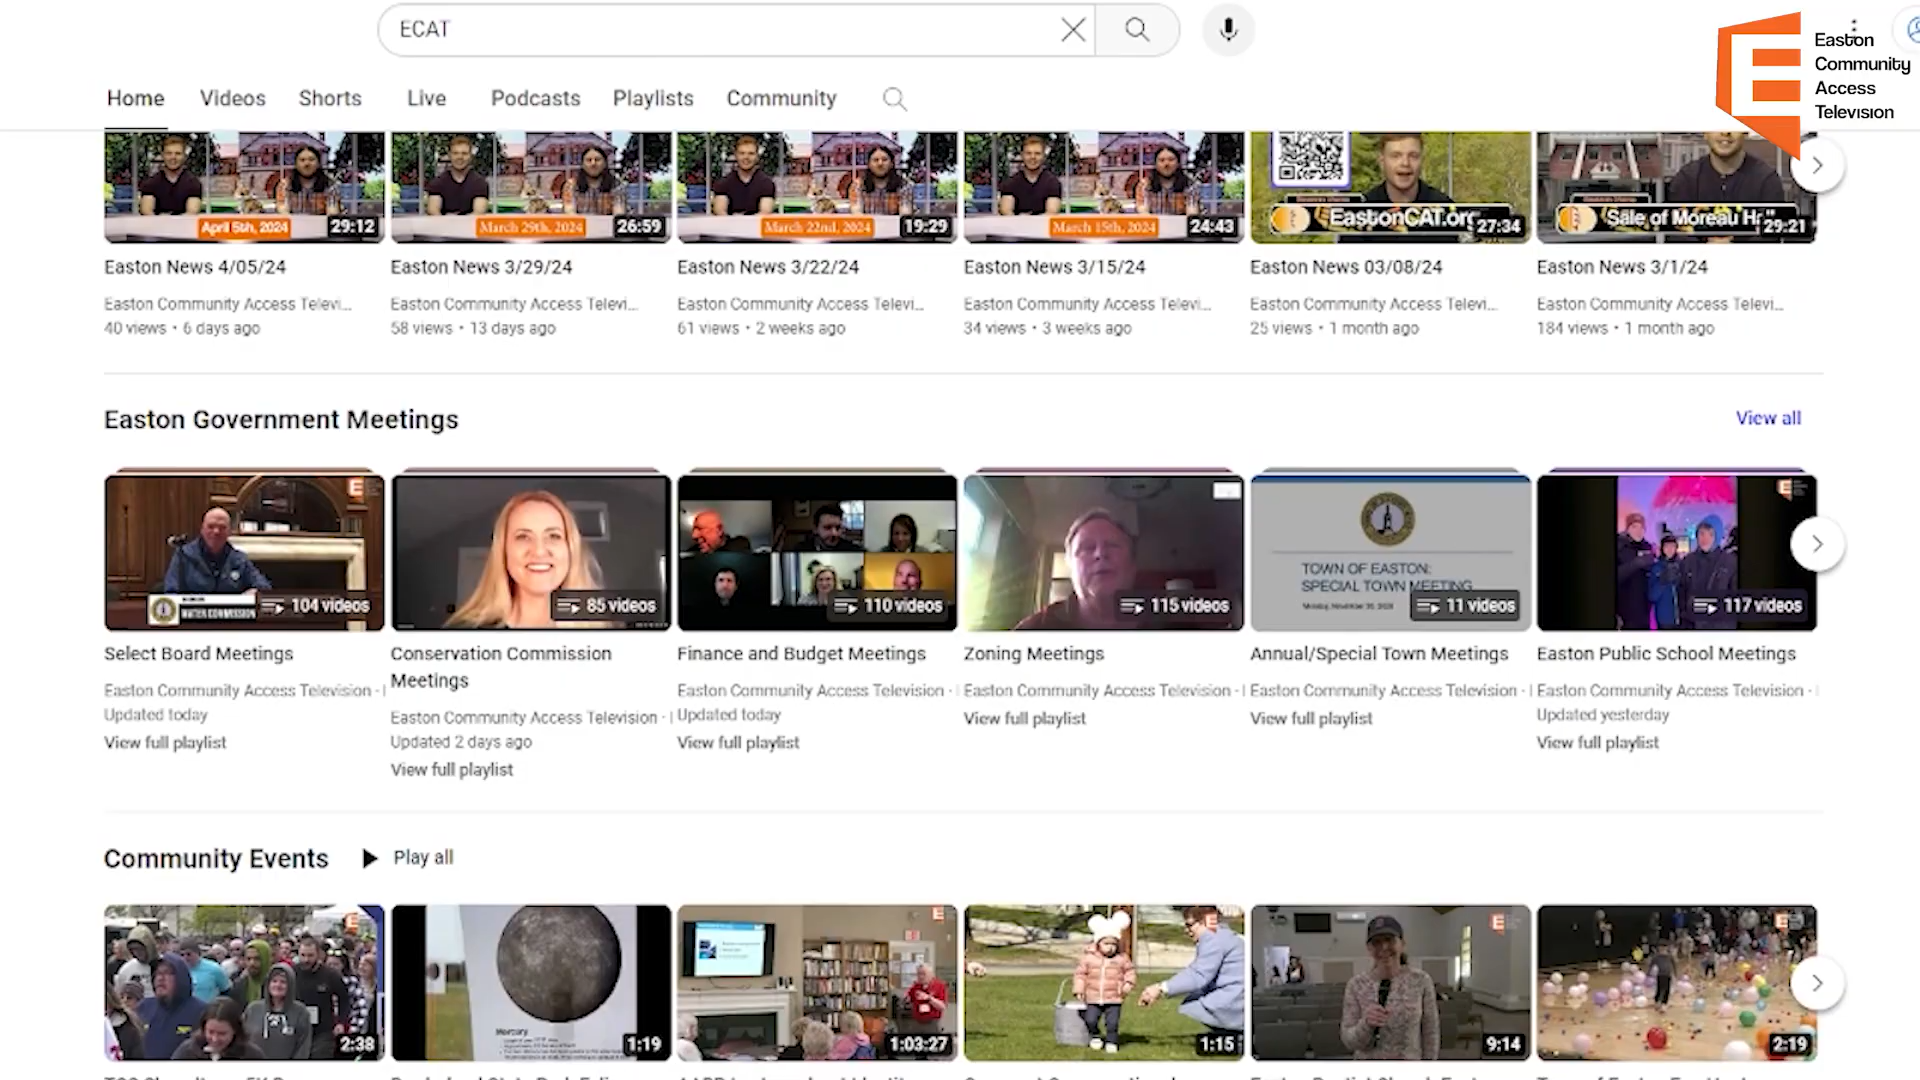 ECAT
Easton
Community
Access
Television
Home Videos Shorts Live Podcasts Playlists Community
April 5th, 2024 29:12
March 29th, 2024 26:59
March 22nd, 2024 19:29
March 15th, 2024 24:43
EastonCAT.org 27:34
Sale of Moreau Ha 29:21
Easton News 4/05/24
Easton Community Access Televi...
40 views • 6 days ago
Easton News 3/29/24
Easton Community Access Televi...
58 views • 13 days ago
Easton News 3/22/24
Easton Community Access Televi...
61 views • 2 weeks ago
Easton News 3/15/24
Easton Community Access Televi...
34 views • 3 weeks ago
Easton News 03/08/24
Easton Community Access Televi...
25 views • 1 month ago
Easton News 3/1/24
Easton Community Access Televi...
184 views • 1 month ago
Easton Government Meetings
View all
104 videos
Select Board Meetings
Easton Community Access Television ·
Updated today
View full playlist
85 videos
Conservation Commission
Meetings
Easton Community Access Television ·
Updated 2 days ago
View full playlist
110 videos
Finance and Budget Meetings
Easton Community Access Television ·
Updated today
View full playlist
115 videos
Zoning Meetings
Easton Community Access Television ·
View full playlist
TOWN OF EASTON:
SPECIAL TOWN MEETING
11 videos
Annual/Special Town Meetings
Easton Community Access Television ·
View full playlist
117 videos
Easton Public School Meetings
Easton Community Access Television ·
Updated yesterday
View full playlist
Community Events
Play all
2:38
Mercury
1:19
1:03:27
1:15
9:14
2:19